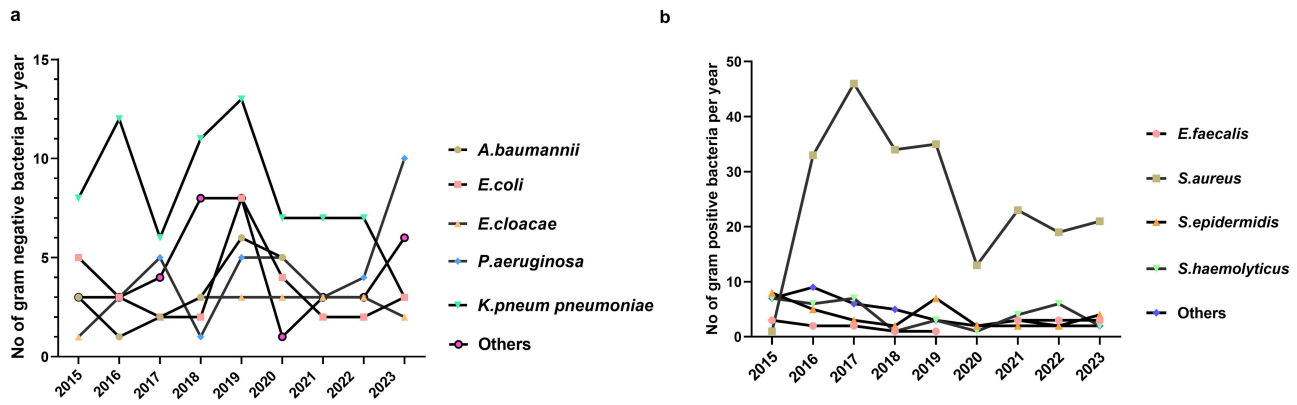 a
No of gram negative bacteria per year
15
10
5
0
2015
2016
2017
2018
2019
2020
2021
2022
2023
A.baumannii
E.coli
E.cloacae
P.aeruginosa
K.pneum pneumoniae
Others
b
No of gram positive bacteria per year
50
40
30
20
10
0
2015
2016
2017
2018
2019
2020
2021
2022
2023
E.faecalis
S.aureus
S.epidermidis
S.haemolyticus
Others